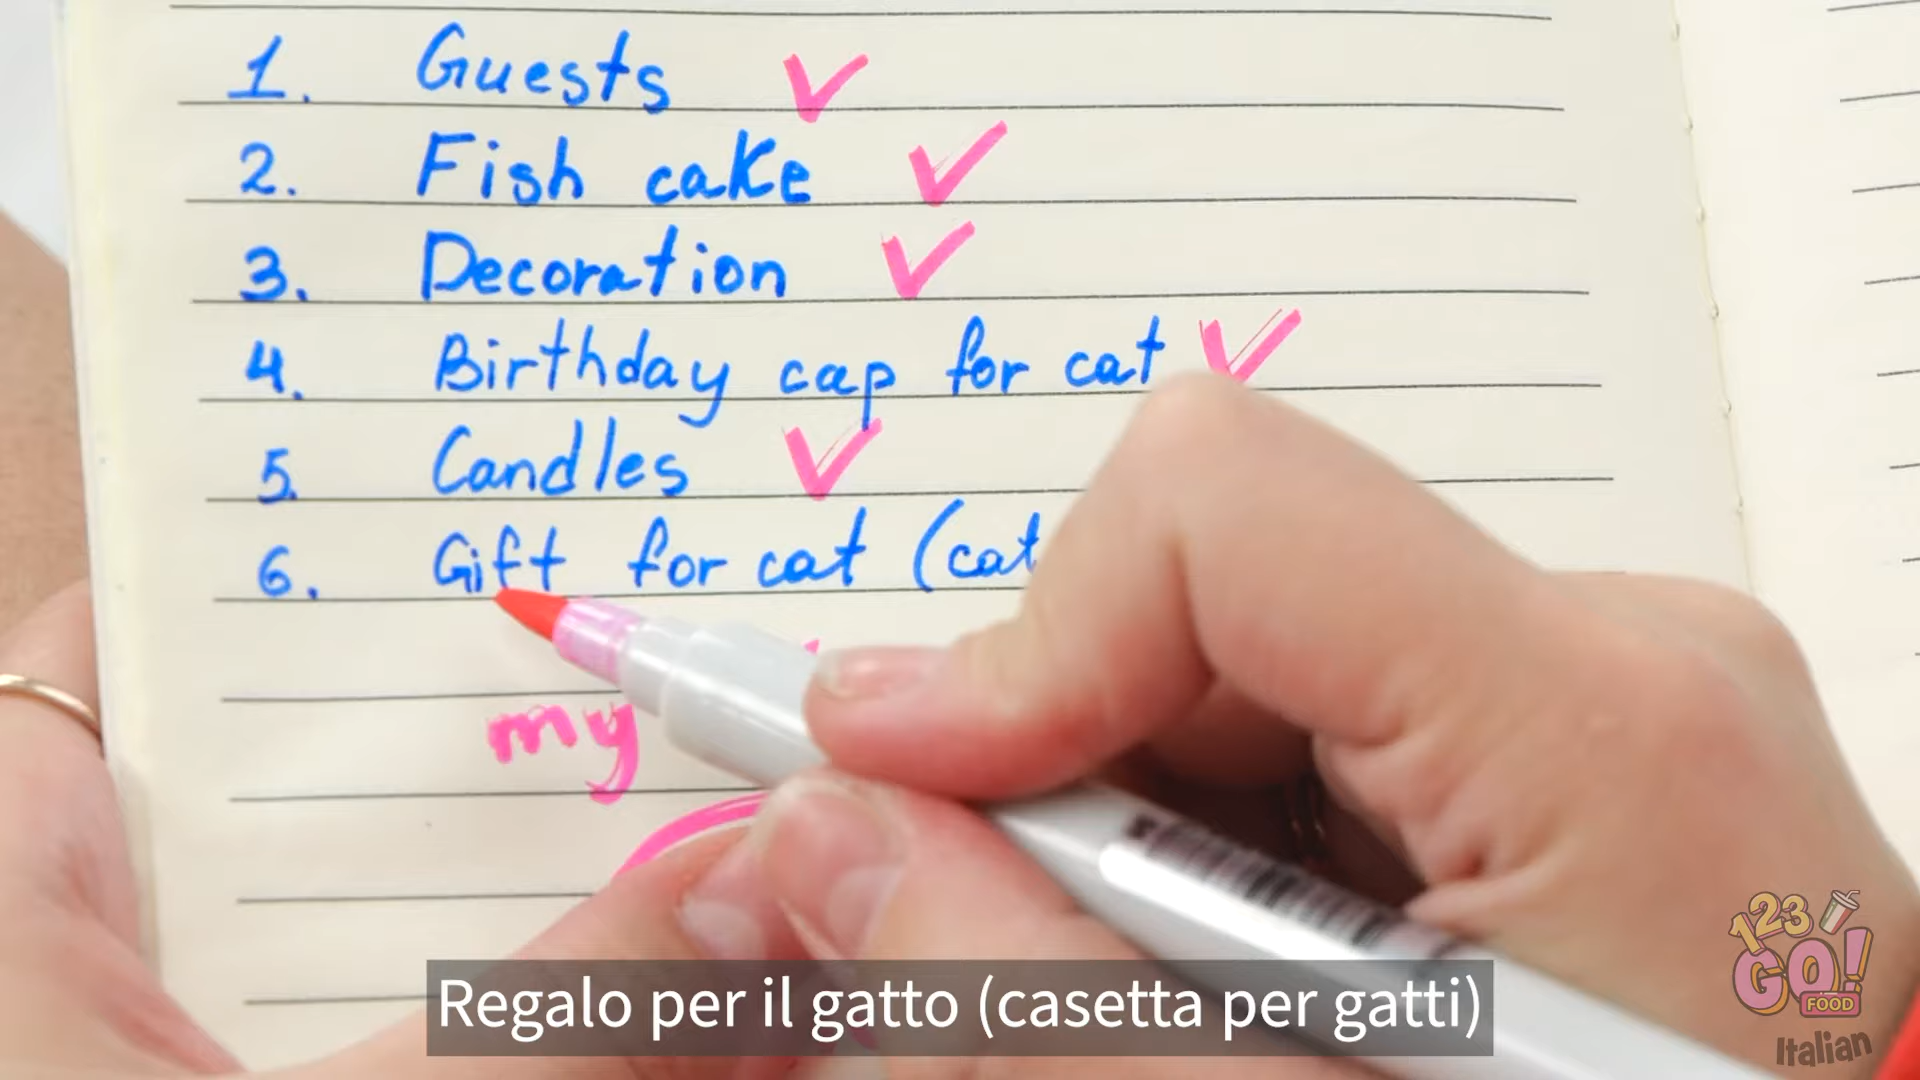 1. Guests
2. Fish cake
3. Decoration
4. Birthday cap for cat
5. Candles
6. Gift for cat (cat
my
Regalo per il gatto (casetta per gatti)
123
GO!
FOOD
Italian